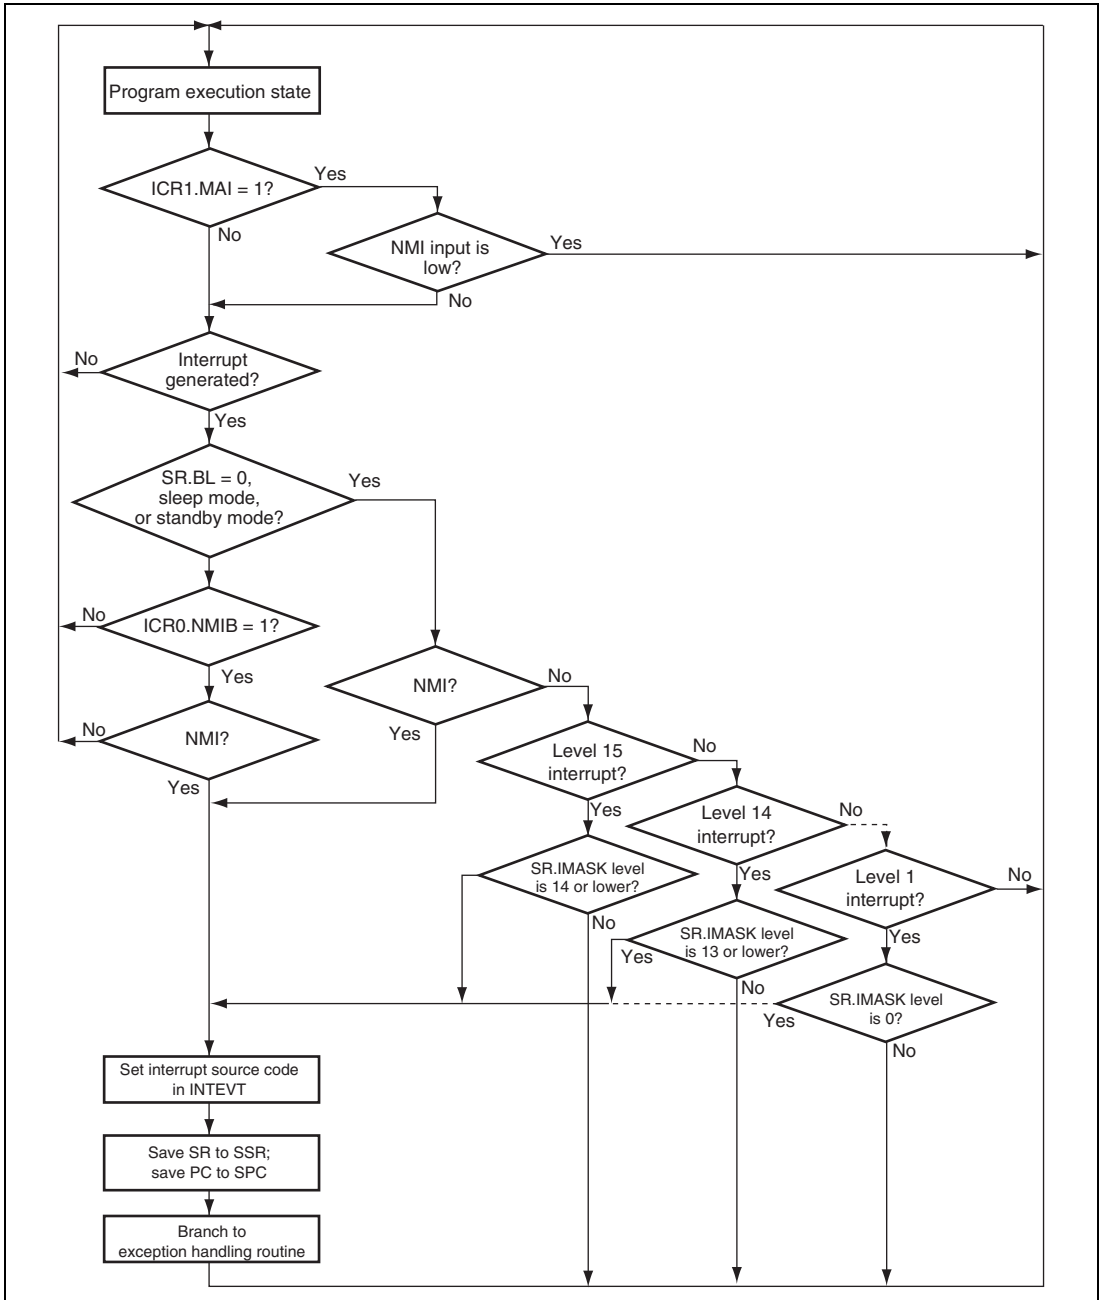 Program execution state
ICR1.MAI = 1?
Yes
No
NMI input is
low?
Yes
No
Interrupt
generated?
No
Yes
SR.BL = 0,
sleep mode,
or standby mode?
Yes
ICR0.NMIB = 1?
No
Yes
NMI?
No
Yes
NMI?
No
Yes
Level 15
interrupt?
No
Yes
Level 14
interrupt?
No
Yes
Level 1
interrupt?
No
Yes
SR.IMASK level
is 14 or lower?
No
SR.IMASK level
is 13 or lower?
Yes
No
SR.IMASK level
is 0?
Yes
No
Set interrupt source code
in INTEVT
Save SR to SSR;
save PC to SPC
Branch to
exception handling routine